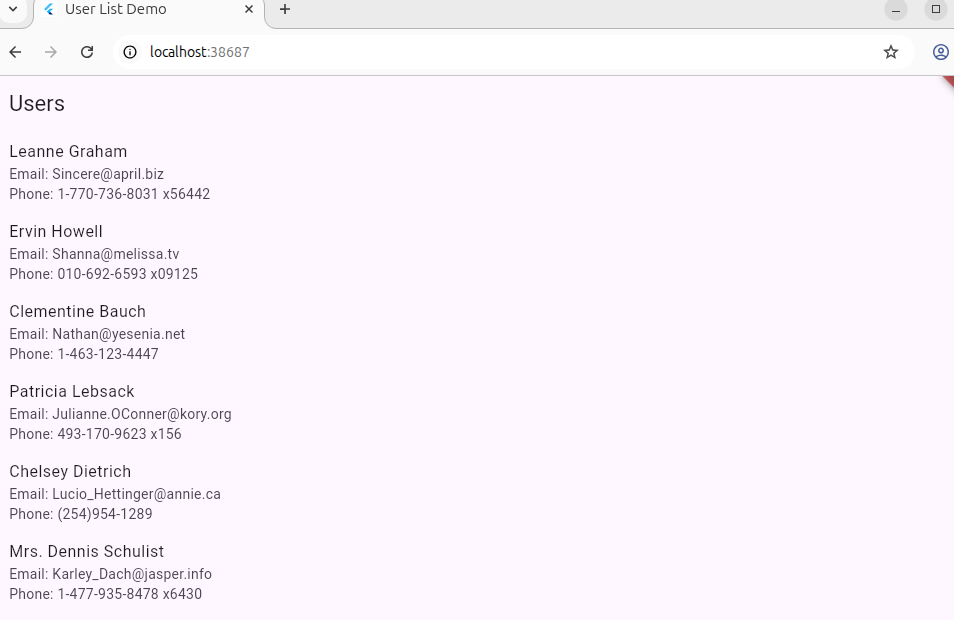 User List Demo
localhost:38687
Users
Leanne Graham
Email: Sincere@april.biz
Phone: 1-770-736-8031 x56442
Ervin Howell
Email: Shanna@melissa.tv
Phone: 010-692-6593 x09125
Clementine Bauch
Email: Nathan@yesenia.net
Phone: 1-463-123-4447
Patricia Lebsack
Email: Julianne.OConner@kory.org
Phone: 493-170-9623 x156
Chelsey Dietrich
Email: Lucio_Hettinger@annie.ca
Phone: (254)954-1289
Mrs. Dennis Schulist
Email: Karley_Dach@jasper.info
Phone: 1-477-935-8478 x6430